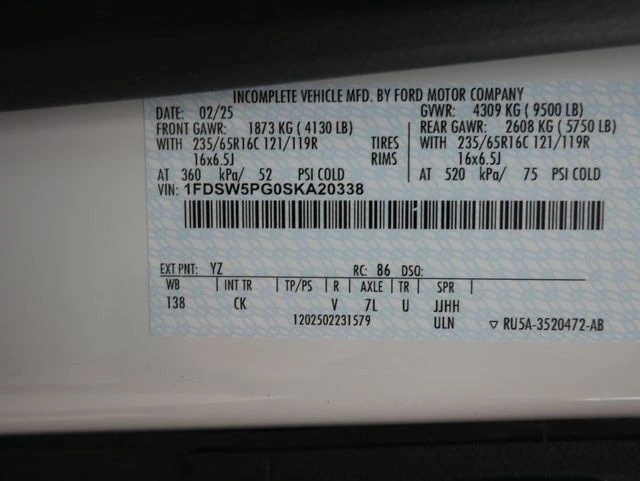 INCOMPLETE VEHICLE MFD. BY FORD MOTOR COMPANY
DATE: 02/25 GVWR: 4309 KG ( 9500 LB)
FRONT GAWR: 1873 KG ( 4130 LB) REAR GAWR: 2608 KG ( 5750 LB)
WITH 235/65R16C 121/119R TIRES WITH 235/65R16C 121/119R
16x6.5J RIMS 16x6.5J
AT 360 kPa/ 52 PSI COLD AT 520 kPa/ 75 PSI COLD
VIN: 1FDSW5PG0SKA20338
EXT PNT: YZ RC: 86 DSO:
WB INT TR TP/PS R AXLE TR SPR
138 CK V 7L U JJHH
1202502231579 ULN ▽ RU5A-3520472-AB